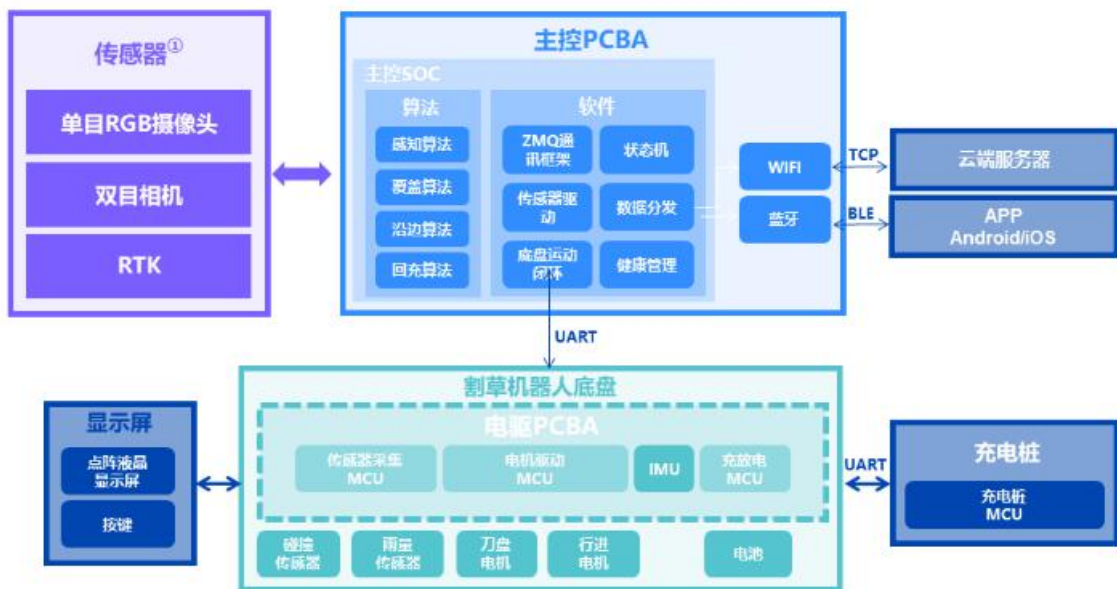 传感器①
单目RGB摄像头
双目相机
RTK
主控PCBA
主控SOC
算法
感知算法
覆盖算法
沿边算法
回充算法
软件
ZMQ通
讯框架
状态机
传感器驱
动
数据分发
底盘运动
闭环
健康管理
WIFI
蓝牙
TCP
BLE
云端服务器
APP
Android/iOS
UART
割草机器人底盘
电驱PCBA
传感器采集
MCU
电机驱动
MCU
IMU
充放电
MCU
碰撞
传感器
雨量
传感器
刀盘
电机
行进
电机
电池
显示屏
点阵液晶
显示屏
按键
UART
充电桩
充电桩
MCU